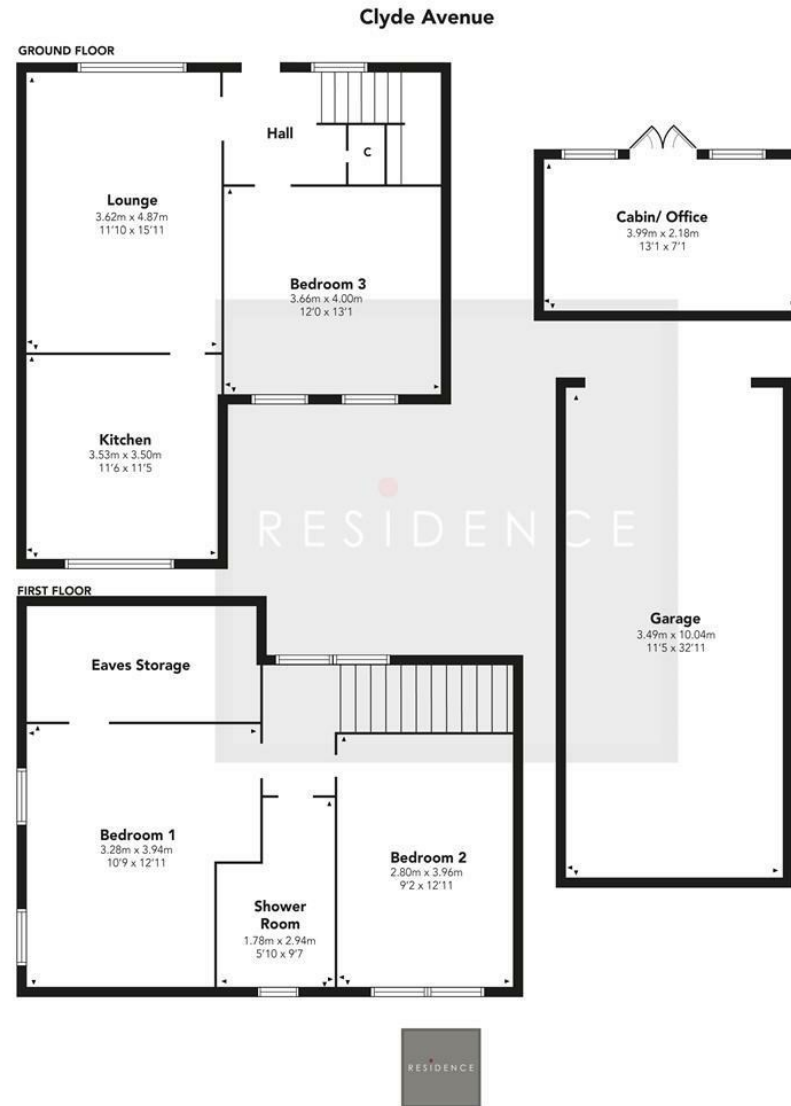 Clyde Avenue
GROUND FLOOR
Hall
C
Lounge
3.62m x 4.87m
11'10 x 15'11
Bedroom 3
3.66m x 4.00m
12'0 x 13'1
Kitchen
3.53m x 3.50m
11'6 x 11'5
Cabin/ Office
3.99m x 2.18m
13'1 x 7'1
RESIDENCE
Garage
3.49m x 10.04m
11'5 x 32'11
FIRST FLOOR
Eaves Storage
Bedroom 1
3.28m x 3.94m
10'9 x 12'11
Bedroom 2
2.80m x 3.96m
9'2 x 12'11
Shower
Room
1.78m x 2.94m
5'10 x 9'7
RESIDENCE